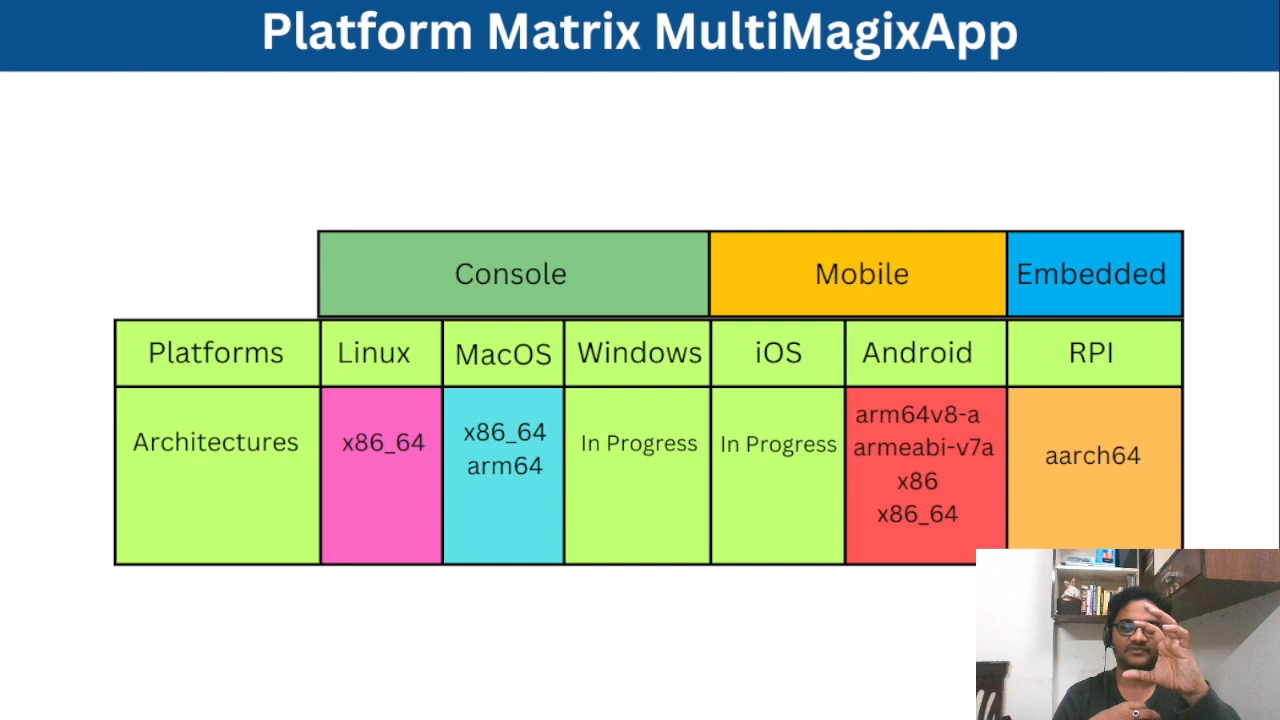 Platform Matrix MultiMagixApp
Console Mobile Embedded
Platforms Linux MacOS Windows iOS Android RPI
Architectures x86_64 x86_64 In Progress In Progress arm64v8-a aarch64
arm64 armeabi-v7a
x86
x86_64